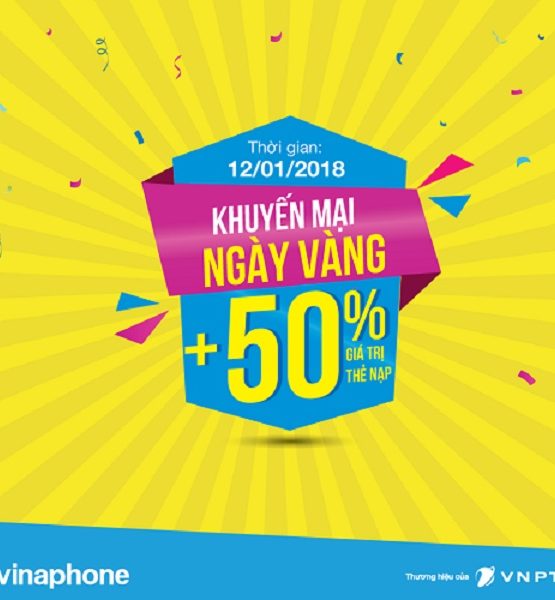 Thời gian:
12/01/2018
KHUYẾN MẠI
NGÀY VÀNG
+50%
GIÁ TRỊ
THẺ NẠP
vinaphone
Thương hiệu của VNPT